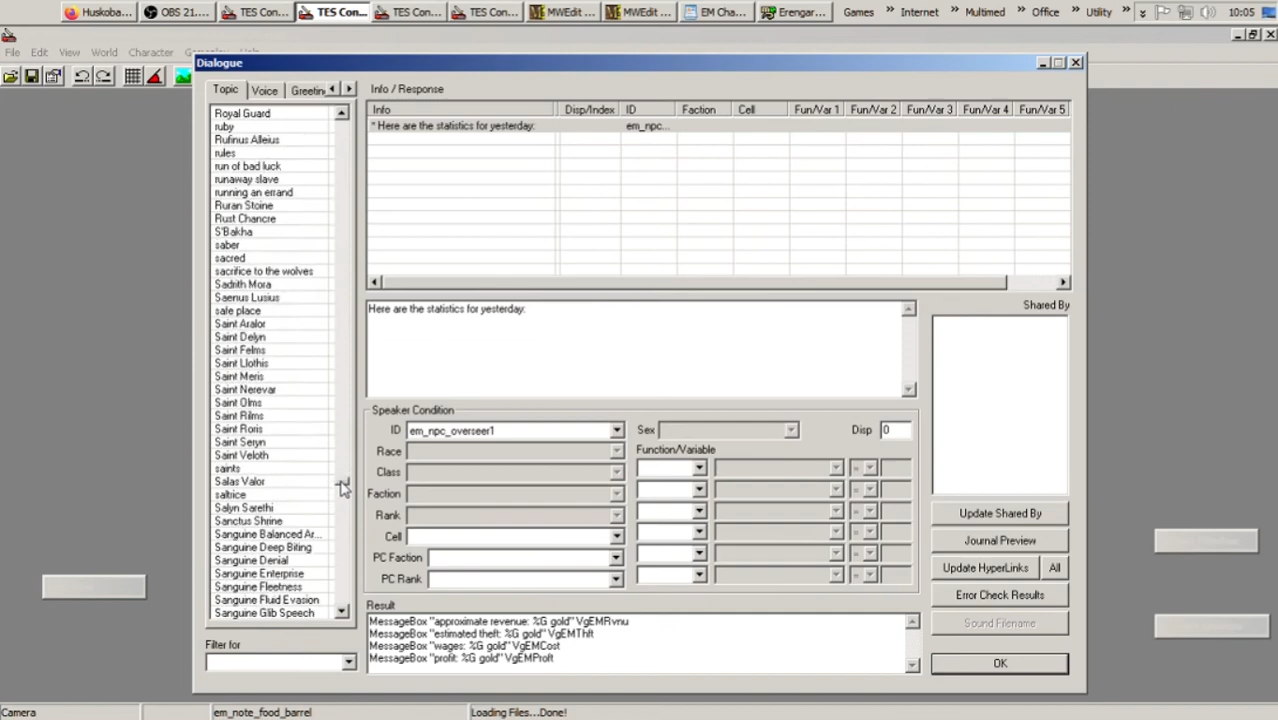 Huskoba...
OBS 21....
TES Con...
TES Con...
TES Con...
TES Con...
MWEdit ...
MWEdit ...
EM Cha...
Erengar...
Games
»
Internet
»
Multimed
»
Office
»
Utility
»
10:05
File
Edit
View
World
Character
Dialogue
Topic
Voice
Greetin
Info / Response
Info
Disp/Index
ID
Faction
Cell
Fun/Var 1
Fun/Var 2
Fun/Var 3
Fun/Var 4
Fun/Var 5
* Here are the statistics for yesterday:
em_npc...
Royal Guard
ruby
Rufinus Alleius
rules
run of bad luck
runaway slave
running an errand
Ruran Stoine
Rust Chancre
S'Bakha
saber
sacred
sacrifice to the wolves
Sadrith Mora
Saenus Lusius
safe place
Saint Aralor
Saint Delyn
Saint Felms
Saint Llothis
Saint Meris
Saint Nerevar
Saint Olms
Saint Rilms
Saint Roris
Saint Seryn
Saint Veloth
saints
Salas Valor
saltrice
Salyn Sarethi
Sanctus Shrine
Sanguine Balanced Ar...
Sanguine Deep Biting
Sanguine Denial
Sanguine Enterprise
Sanguine Fleetness
Sanguine Fluid Evasion
Sanguine Glib Speech
Filter for
Here are the statistics for yesterday:
Shared By
Speaker Condition
ID
em_npc_overseer1
Race
Class
Faction
Rank
Cell
PC Faction
PC Rank
Sex
Disp
0
Function/Variable
=
=
=
=
=
=
Update Shared By
Journal Preview
Update HyperLinks
All
Error Check Results
Sound Filename
OK
Result
MessageBox "approximate revenue: %G gold" VgEMRvnu
MessageBox "estimated theft: %G gold" VgEMThft
MessageBox "wages: %G gold" VgEMCost
MessageBox "profit: %G gold" VgEMProft
Camera
em_note_food_barrel
Loading Files...Done!